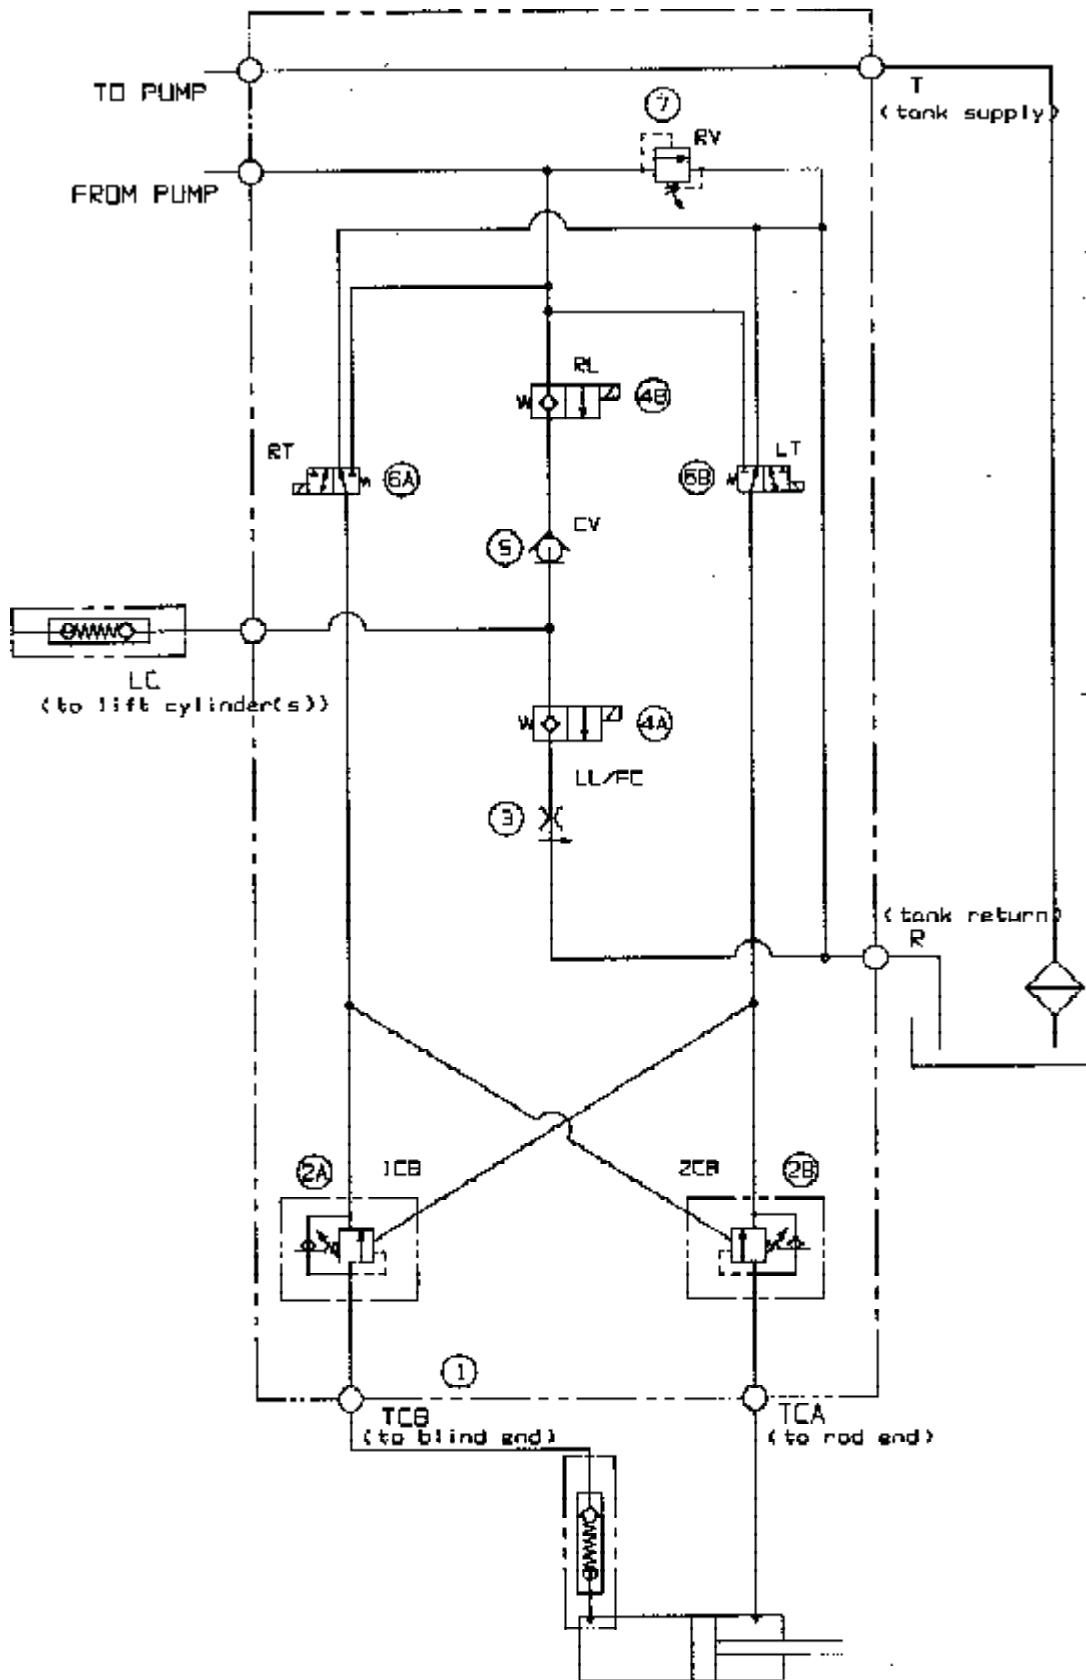 TO PUMP
T
(tank supply)
7
RV
FROM PUMP
RL
4B
RT
6A
LT
6B
CV
5
LC
(to lift cylinder(s))
4A
LL/FC
3
(tank return)
R
2A
1CB
2CB
2B
1
TCB
(to blind end)
TCA
(to rod end)